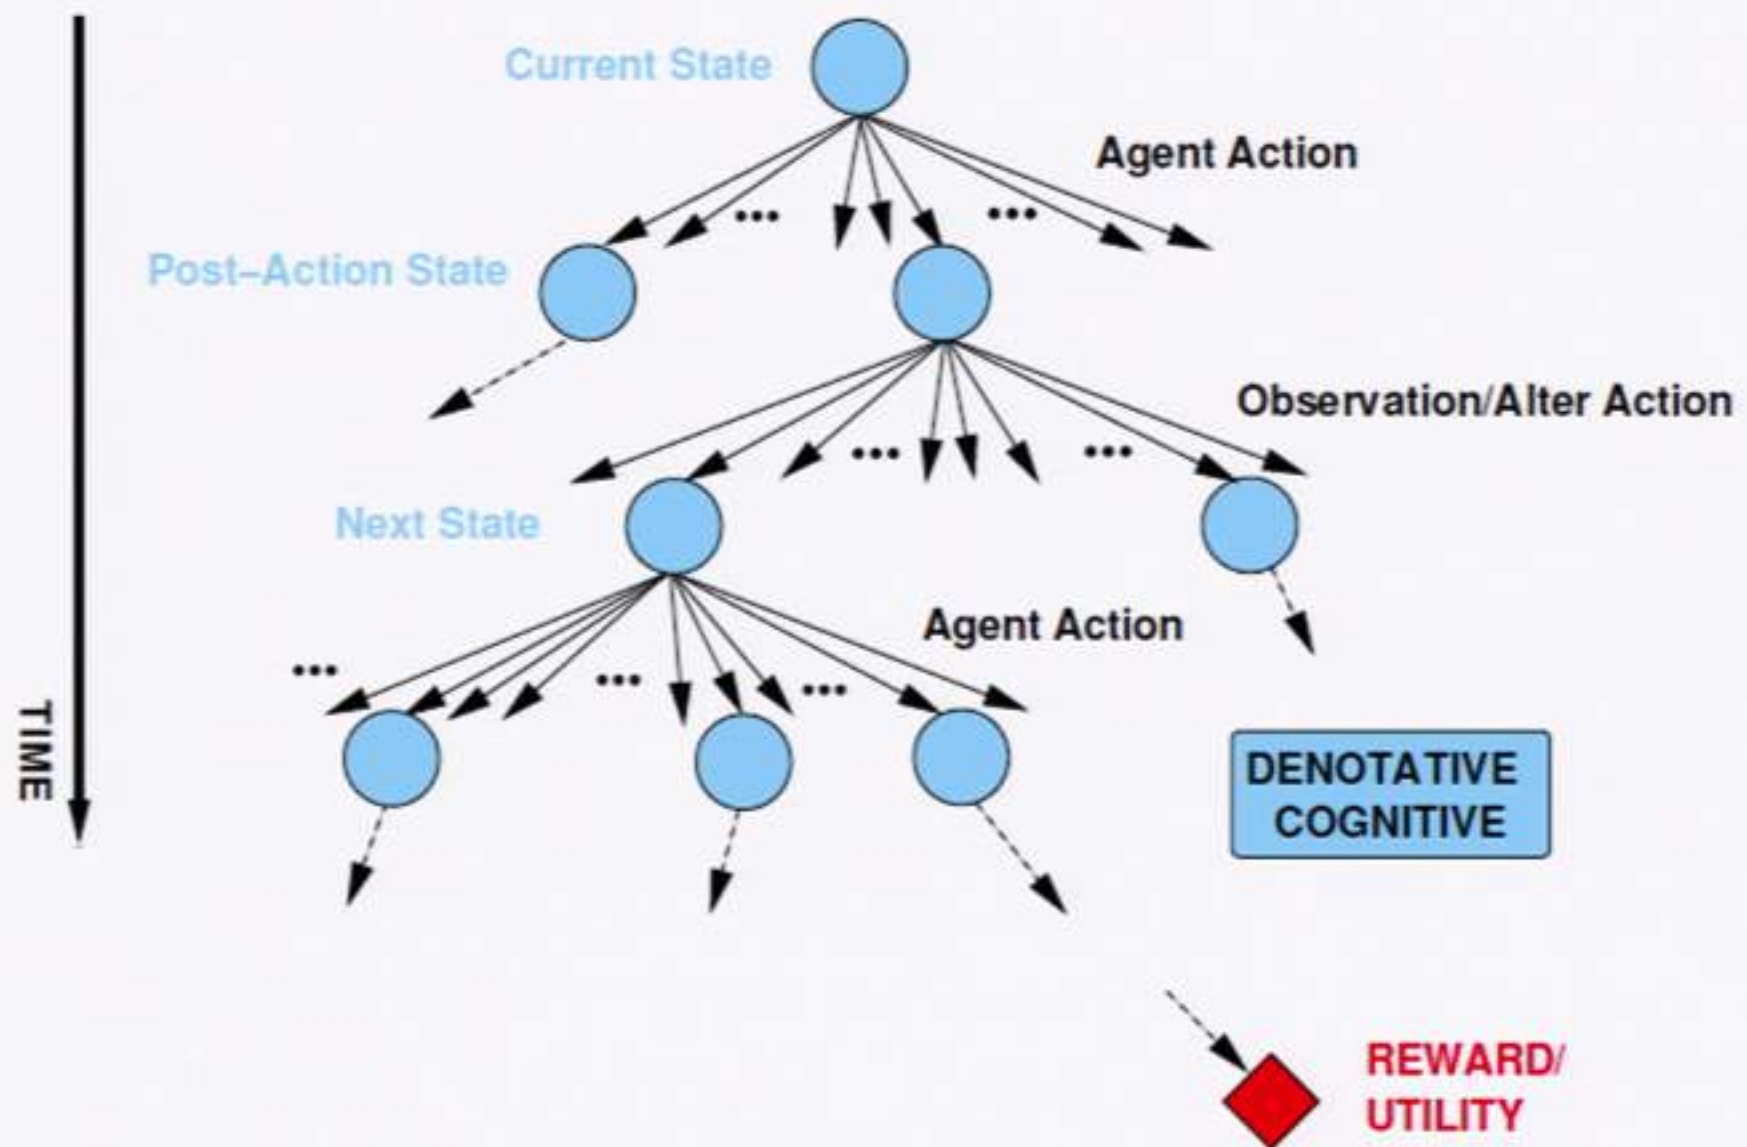 Current State
Agent Action
•••
•••
Post–Action State
Observation/Alter Action
•••
•••
Next State
Agent Action
•••
•••
•••
TIME
DENOTATIVE
COGNITIVE
REWARD/
UTILITY